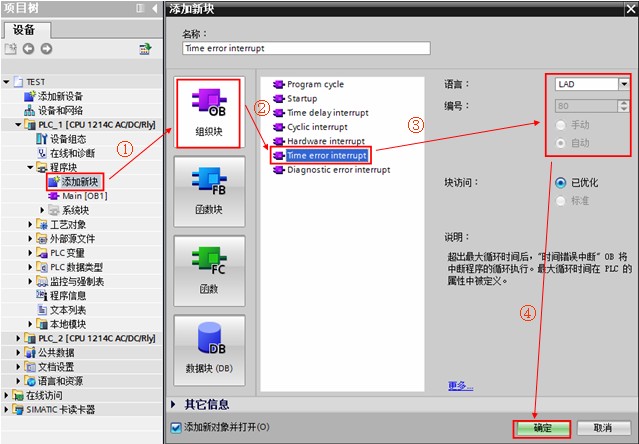 项目树
设备
TEST
添加新设备
设备和网络
PLC_1 [CPU 1214C AC/DC/Rly]
设备组态
在线和诊断
程序块
添加新块
Main [OB1]
系统块
工艺对象
外部源文件
PLC 变量
PLC 数据类型
监控与强制表
程序信息
文本列表
本地模块
PLC_2 [CPU 1214C AC/DC/Rly]
公共数据
文档设置
语言和资源
在线访问
SIMATIC 卡读卡器
①
添加新块
名称:
Time error interrupt
OB
组织块
FB
函数块
FC
函数
DB
数据块 (DB)
②
Program cycle
Startup
Time delay interrupt
Cyclic interrupt
Hardware interrupt
Time error interrupt
Diagnostic error interrupt
③
语言:
LAD
编号:
80
手动
自动
块访问:
已优化
标准
说明:
超出最大循环时间后，“时间错误中断” OB 将
中断程序的循环执行。最大循环时间在 PLC 的
属性中被定义。
④
更多...
其它信息
添加新对象并打开(O)
确定
取消